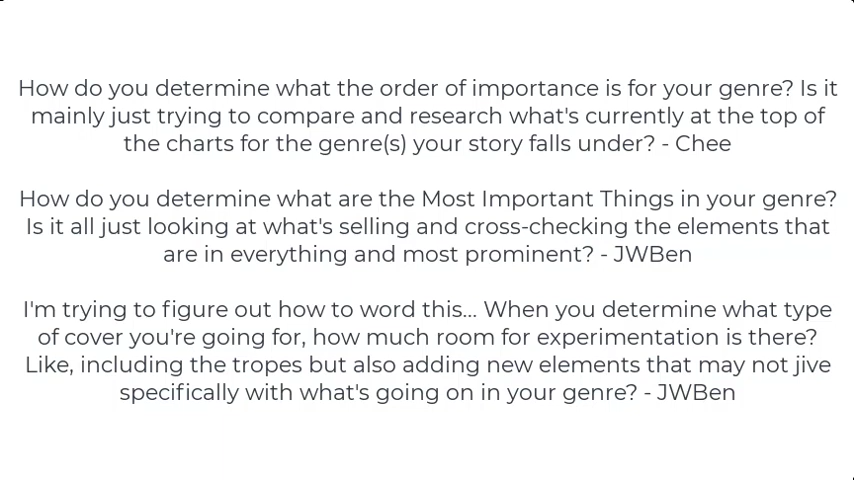 How do you determine what the order of importance is for your genre? Is it
mainly just trying to compare and research what's currently at the top of
the charts for the genre(s) your story falls under? - Chee
How do you determine what are the Most Important Things in your genre?
Is it all just looking at what's selling and cross-checking the elements that
are in everything and most prominent? - JWBen
I'm trying to figure out how to word this... When you determine what type
of cover you're going for, how much room for experimentation is there?
Like, including the tropes but also adding new elements that may not jive
specifically with what's going on in your genre? - JWBen